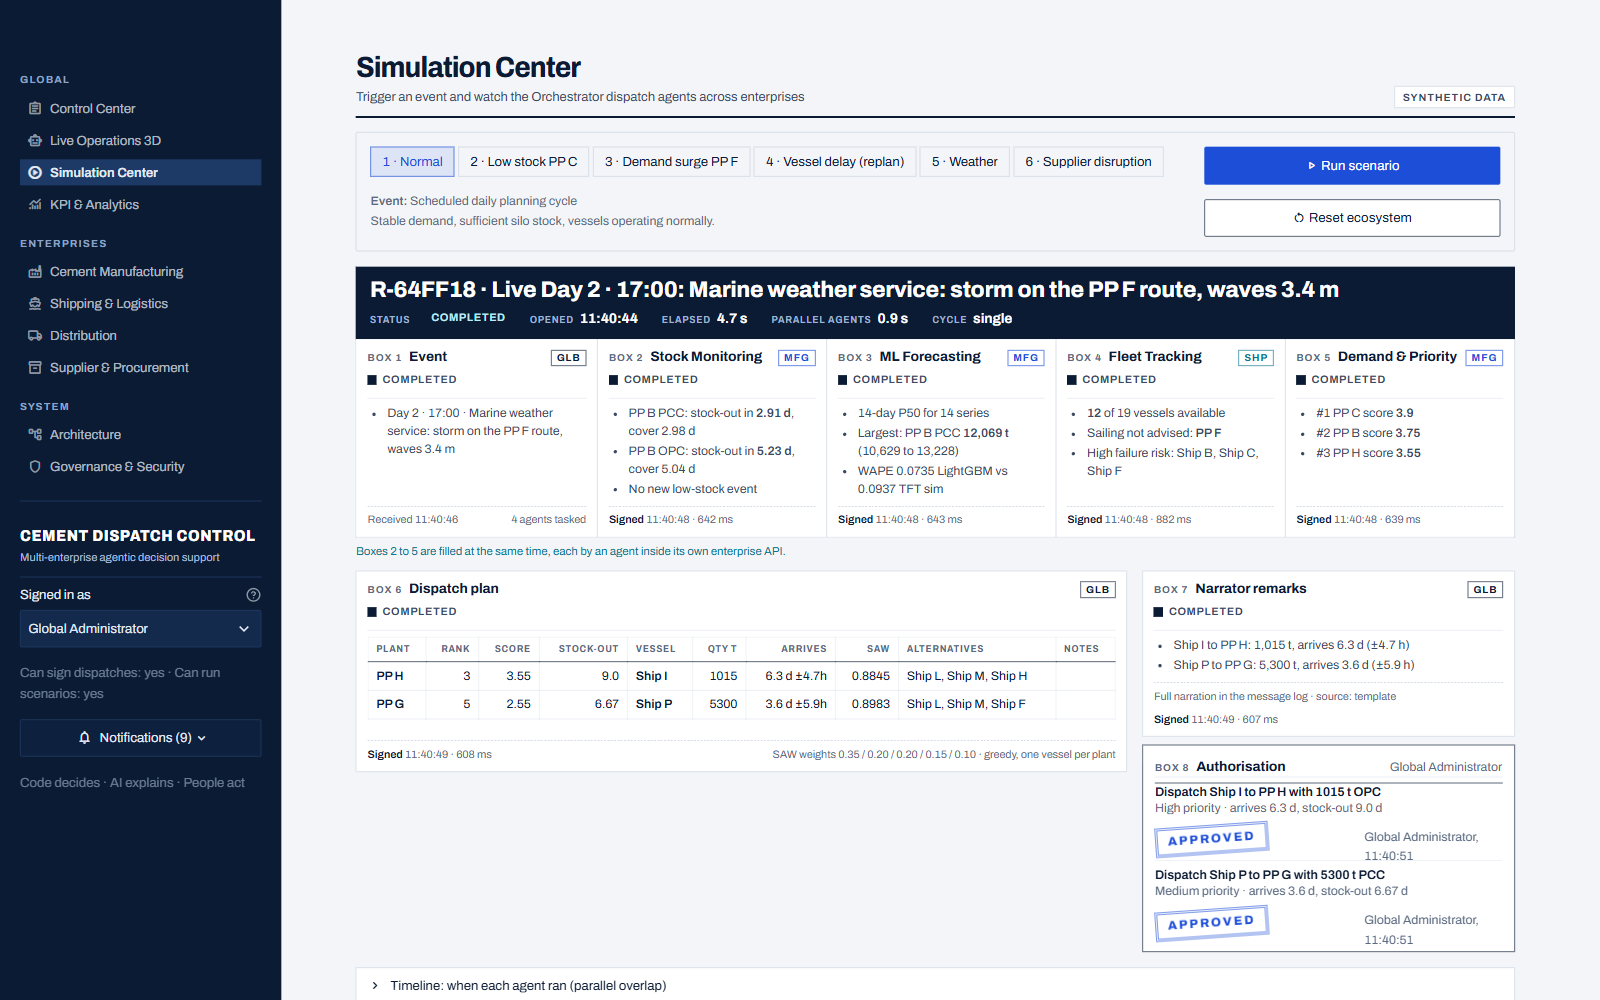 GLOBAL
Control Center
Live Operations 3D
Simulation Center
KPI & Analytics
ENTERPRISES
Cement Manufacturing
Shipping & Logistics
Distribution
Supplier & Procurement
SYSTEM
Architecture
Governance & Security
CEMENT DISPATCH CONTROL
Multi-enterprise agentic decision support
Signed in as
Global Administrator
Can sign dispatches: yes · Can run
scenarios: yes
Notifications (9)
Code decides · AI explains · People act
Simulation Center
Trigger an event and watch the Orchestrator dispatch agents across enterprises
SYNTHETIC DATA
1 · Normal
2 · Low stock PP C
3 · Demand surge PP F
4 · Vessel delay (replan)
5 · Weather
6 · Supplier disruption
Event: Scheduled daily planning cycle
Stable demand, sufficient silo stock, vessels operating normally.
Run scenario
Reset ecosystem
R-64FF18 · Live Day 2 · 17:00: Marine weather service: storm on the PP F route, waves 3.4 m
STATUS COMPLETED OPENED 11:40:44 ELAPSED 4.7 s PARALLEL AGENTS 0.9 s CYCLE single
BOX 1 Event GLB
COMPLETED
Day 2 · 17:00 · Marine weather
service: storm on the PP F route,
waves 3.4 m
Received 11:40:46 4 agents tasked
BOX 2 Stock Monitoring MFG
COMPLETED
PP B PCC: stock-out in 2.91 d,
cover 2.98 d
PP B OPC: stock-out in 5.23 d,
cover 5.04 d
No new low-stock event
Signed 11:40:48 · 642 ms
BOX 3 ML Forecasting MFG
COMPLETED
14-day P50 for 14 series
Largest: PP B PCC 12,069 t
(10,629 to 13,228)
WAPE 0.0735 LightGBM vs
0.0937 TFT sim
Signed 11:40:48 · 643 ms
BOX 4 Fleet Tracking SHP
COMPLETED
12 of 19 vessels available
Sailing not advised: PP F
High failure risk: Ship B, Ship C,
Ship F
Signed 11:40:48 · 882 ms
BOX 5 Demand & Priority MFG
COMPLETED
#1 PP C score 3.9
#2 PP B score 3.75
#3 PP H score 3.55
Signed 11:40:48 · 639 ms
Boxes 2 to 5 are filled at the same time, each by an agent inside its own enterprise API.
BOX 6 Dispatch plan GLB
COMPLETED
PLANT RANK SCORE STOCK-OUT VESSEL QTY T ARRIVES SAW ALTERNATIVES NOTES
PP H 3 3.55 9.0 Ship I 1015 6.3 d ±4.7h 0.8845 Ship L, Ship M, Ship H
PP G 5 2.55 6.67 Ship P 5300 3.6 d ±5.9h 0.8983 Ship L, Ship M, Ship F
Signed 11:40:49 · 608 ms SAW weights 0.35 / 0.20 / 0.20 / 0.15 / 0.10 · greedy, one vessel per plant
BOX 7 Narrator remarks GLB
COMPLETED
Ship I to PP H: 1,015 t, arrives 6.3 d (±4.7 h)
Ship P to PP G: 5,300 t, arrives 3.6 d (±5.9 h)
Full narration in the message log · source: template
Signed 11:40:49 · 607 ms
BOX 8 Authorisation Global Administrator
Dispatch Ship I to PP H with 1015 t OPC
High priority · arrives 6.3 d, stock-out 9.0 d
APPROVED Global Administrator,
11:40:51
Dispatch Ship P to PP G with 5300 t PCC
Medium priority · arrives 3.6 d, stock-out 6.67 d
APPROVED Global Administrator,
11:40:51
Timeline: when each agent ran (parallel overlap)